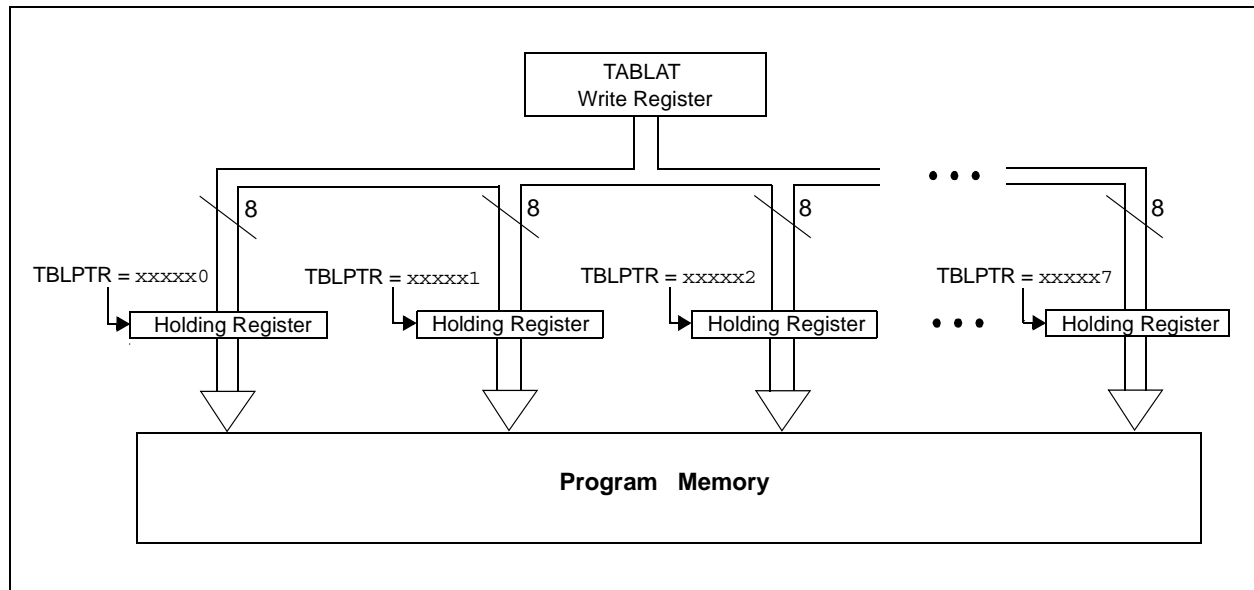 TABLAT
Write Register
8
8
8
8
TBLPTR = xxxxx0
TBLPTR = xxxxx1
TBLPTR = xxxxx2
TBLPTR = xxxxx7
Holding Register
Holding Register
Holding Register
Holding Register
Program Memory